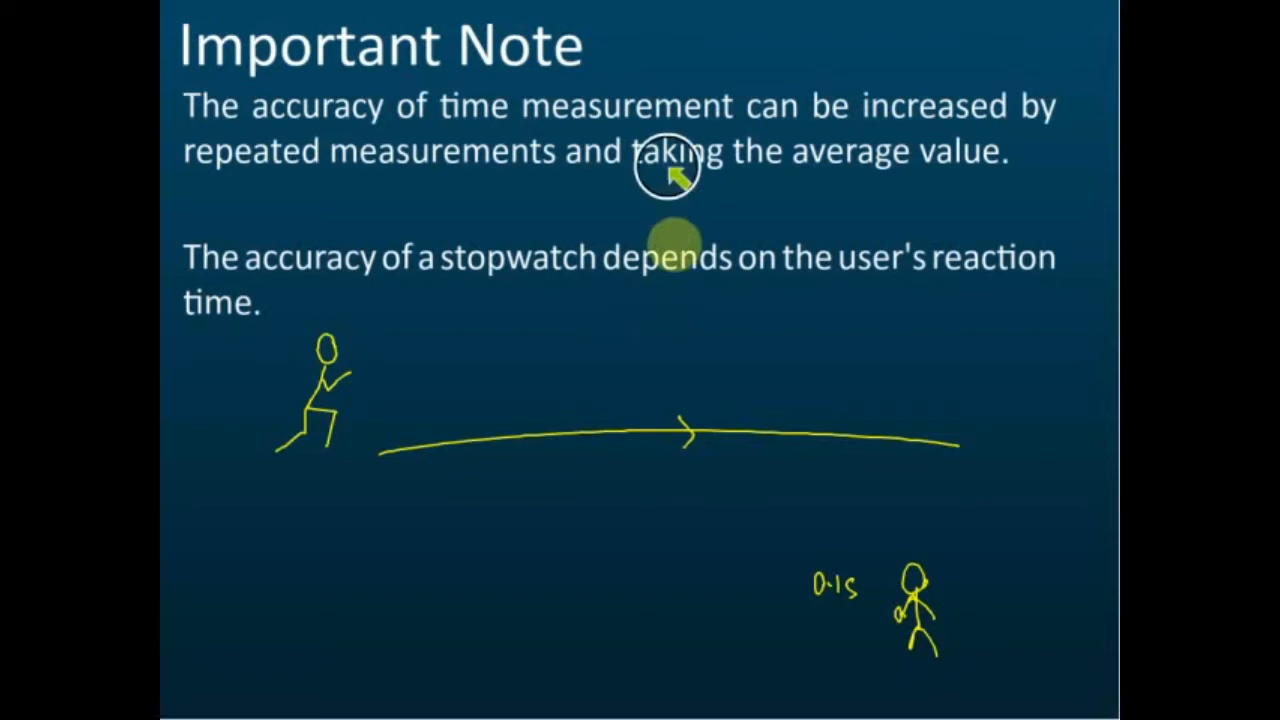 Important Note
The accuracy of time measurement can be increased by
repeated measurements and taking the average value.
The accuracy of a stopwatch depends on the user's reaction
time.
0.1s